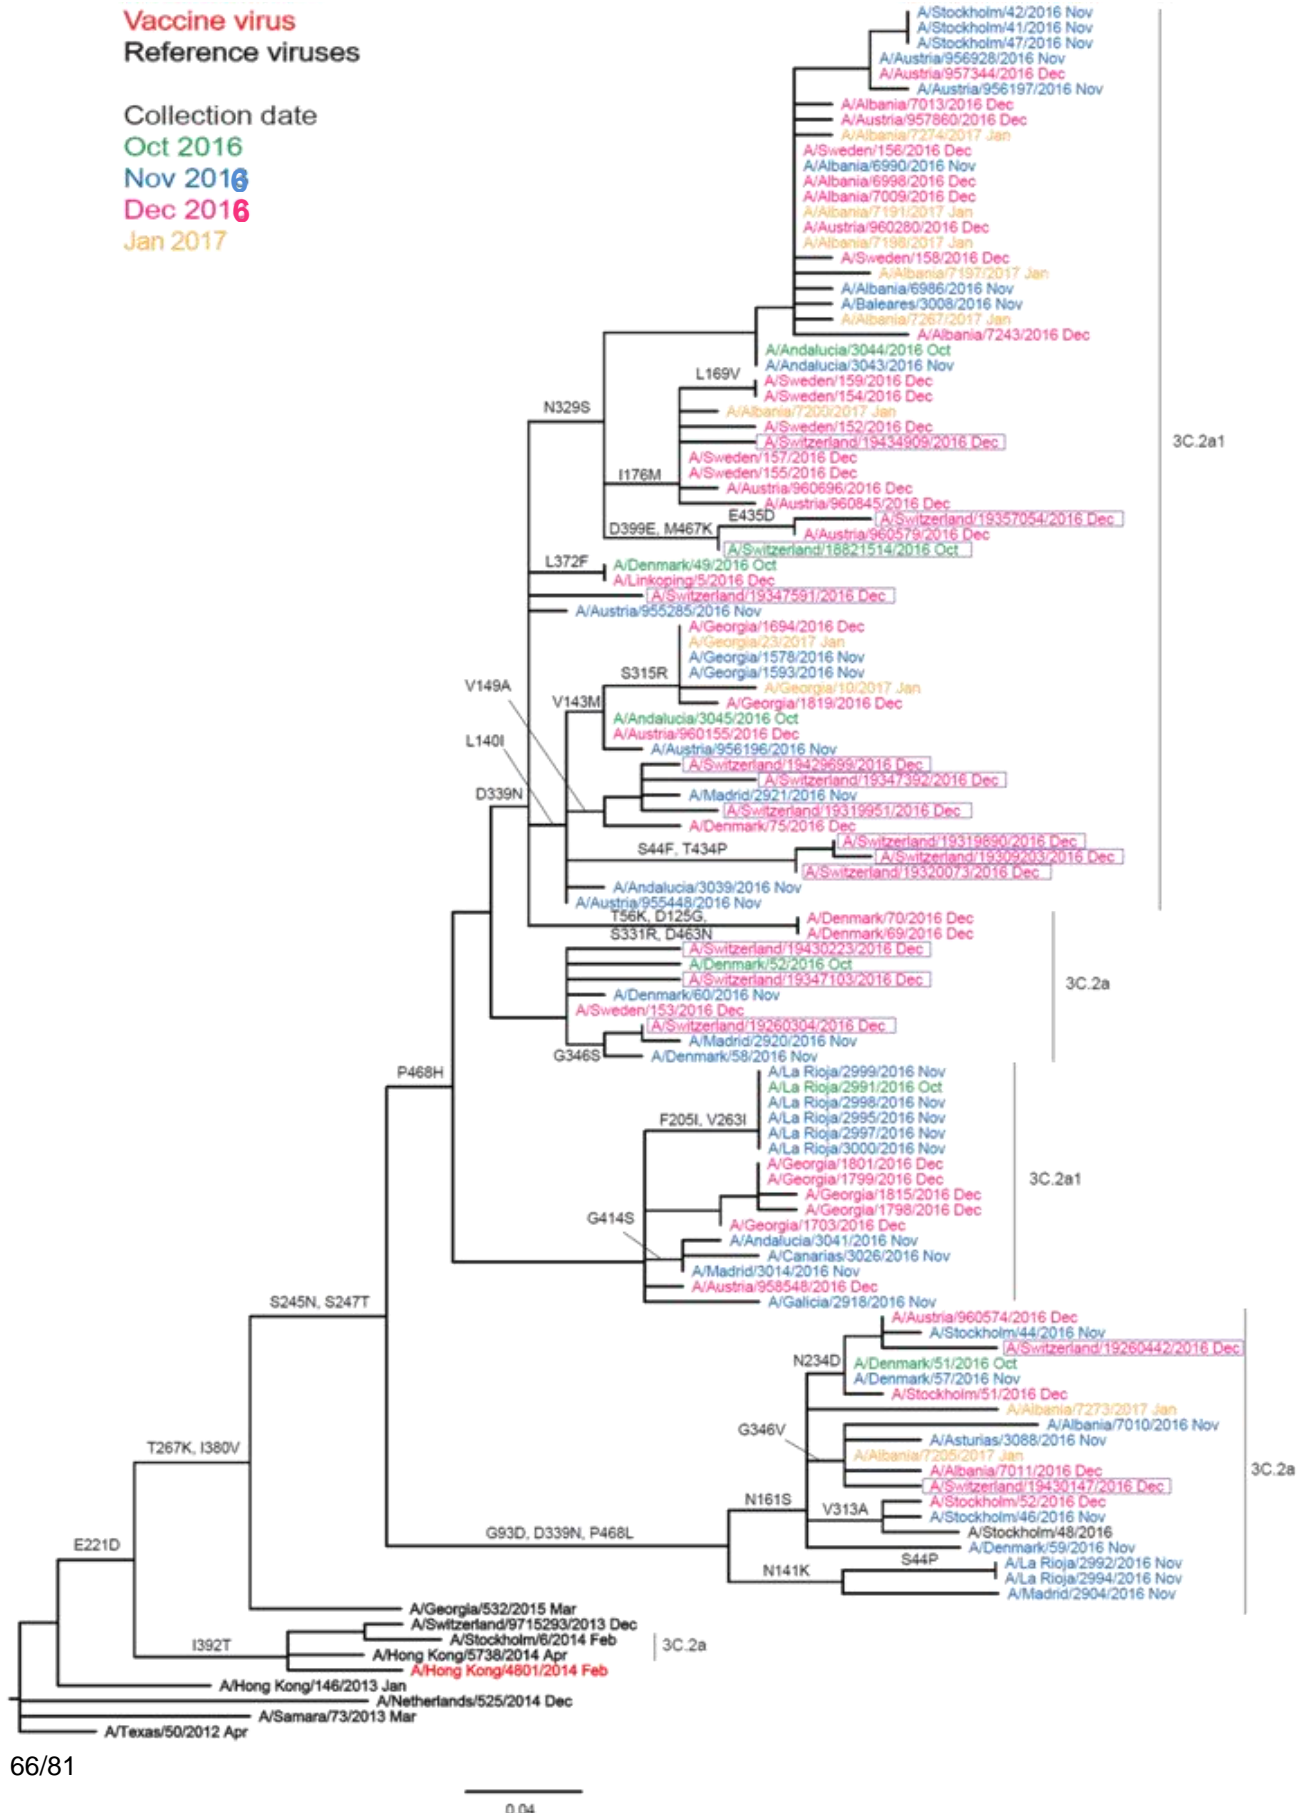 Vaccine virus
Reference viruses
Collection date
Oct 2016
Nov 2016
Dec 2016
Jan 2017
A/Stockholm/42/2016 Nov
A/Stockholm/41/2016 Nov
A/Stockholm/47/2016 Nov
A/Austria/956928/2016 Nov
A/Austria/957344/2016 Dec
A/Austria/956197/2016 Nov
A/Albania/7013/2016 Dec
A/Austria/957860/2016 Dec
A/Albania/7274/2017 Jan
A/Sweden/156/2016 Dec
A/Albania/6990/2016 Nov
A/Albania/6998/2016 Dec
A/Albania/7009/2016 Dec
A/Albania/7191/2017 Jan
A/Austria/960280/2016 Dec
A/Albania/7198/2017 Jan
A/Sweden/158/2016 Dec
A/Albania/7197/2017 Jan
A/Albania/6986/2016 Nov
A/Baleares/3008/2016 Nov
A/Albania/7267/2017 Jan
A/Albania/7243/2016 Dec
A/Andalucia/3044/2016 Oct
A/Andalucia/3043/2016 Nov
L169V
A/Sweden/159/2016 Dec
A/Sweden/154/2016 Dec
N329S
A/Albania/7200/2017 Jan
A/Sweden/152/2016 Dec
A/Switzerland/19434909/2016 Dec
3C.2a1
A/Sweden/157/2016 Dec
A/Sweden/155/2016 Dec
I176M
A/Austria/960696/2016 Dec
A/Austria/960845/2016 Dec
E435D
A/Switzerland/19357054/2016 Dec
D399E, M467K
A/Austria/960579/2016 Dec
A/Switzerland/18821514/2016 Oct
L372F
A/Denmark/49/2016 Oct
A/Linkoping/5/2016 Dec
A/Switzerland/19347591/2016 Dec
A/Austria/955285/2016 Nov
A/Georgia/1694/2016 Dec
A/Georgia/23/2017 Jan
A/Georgia/1578/2016 Nov
A/Georgia/1593/2016 Nov
S315R
V149A
A/Georgia/10/2017 Jan
V143M
A/Georgia/1819/2016 Dec
A/Andalucia/3045/2016 Oct
A/Austria/960155/2016 Dec
L140I
A/Austria/956196/2016 Nov
A/Switzerland/19429699/2016 Dec
A/Switzerland/19347392/2016 Dec
D339N
A/Madrid/2921/2016 Nov
A/Switzerland/19319951/2016 Dec
A/Denmark/75/2016 Dec
A/Switzerland/19319890/2016 Dec
S44F, T434P
A/Switzerland/19309203/2016 Dec
A/Switzerland/19320073/2016 Dec
A/Andalucia/3039/2016 Nov
A/Austria/955448/2016 Nov
T56K, D125G,
S331R, D463N
A/Denmark/70/2016 Dec
A/Denmark/69/2016 Dec
A/Switzerland/19430223/2016 Dec
A/Denmark/52/2016 Oct
A/Switzerland/19347103/2016 Dec
3C.2a
A/Denmark/60/2016 Nov
A/Sweden/153/2016 Dec
A/Switzerland/19260304/2016 Dec
A/Madrid/2920/2016 Nov
G346S
A/Denmark/58/2016 Nov
P468H
A/La Rioja/2999/2016 Nov
A/La Rioja/2991/2016 Oct
A/La Rioja/2998/2016 Nov
F205I, V263I
A/La Rioja/2995/2016 Nov
A/La Rioja/2997/2016 Nov
A/La Rioja/3000/2016 Nov
A/Georgia/1801/2016 Dec
A/Georgia/1799/2016 Dec
3C.2a1
A/Georgia/1815/2016 Dec
A/Georgia/1798/2016 Dec
G414S
A/Georgia/1703/2016 Dec
A/Andalucia/3041/2016 Nov
A/Canarias/3026/2016 Nov
A/Madrid/3014/2016 Nov
A/Austria/958548/2016 Dec
A/Galicia/2918/2016 Nov
S245N, S247T
A/Austria/960574/2016 Dec
A/Stockholm/44/2016 Nov
A/Switzerland/19260442/2016 Dec
N234D
A/Denmark/51/2016 Oct
A/Denmark/57/2016 Nov
A/Stockholm/51/2016 Dec
A/Albania/7273/2017 Jan
A/Albania/7010/2016 Nov
G346V
A/Asturias/3088/2016 Nov
T267K, I380V
A/Albania/7205/2017 Jan
A/Albania/7011/2016 Dec
3C.2a
A/Switzerland/19430147/2016 Dec
N161S
A/Stockholm/52/2016 Dec
V313A
A/Stockholm/46/2016 Nov
G93D, D339N, P468L
A/Stockholm/48/2016
E221D
A/Denmark/59/2016 Nov
S44P
A/La Rioja/2992/2016 Nov
N141K
A/La Rioja/2994/2016 Nov
A/Madrid/2904/2016 Nov
A/Georgia/532/2015 Mar
A/Switzerland/9715293/2013 Dec
A/Stockholm/6/2014 Feb
I392T
3C.2a
A/Hong Kong/5738/2014 Apr
A/Hong Kong/4801/2014 Feb
A/Hong Kong/146/2013 Jan
A/Netherlands/525/2014 Dec
A/Samara/73/2013 Mar
A/Texas/50/2012 Apr
66/81
0.04